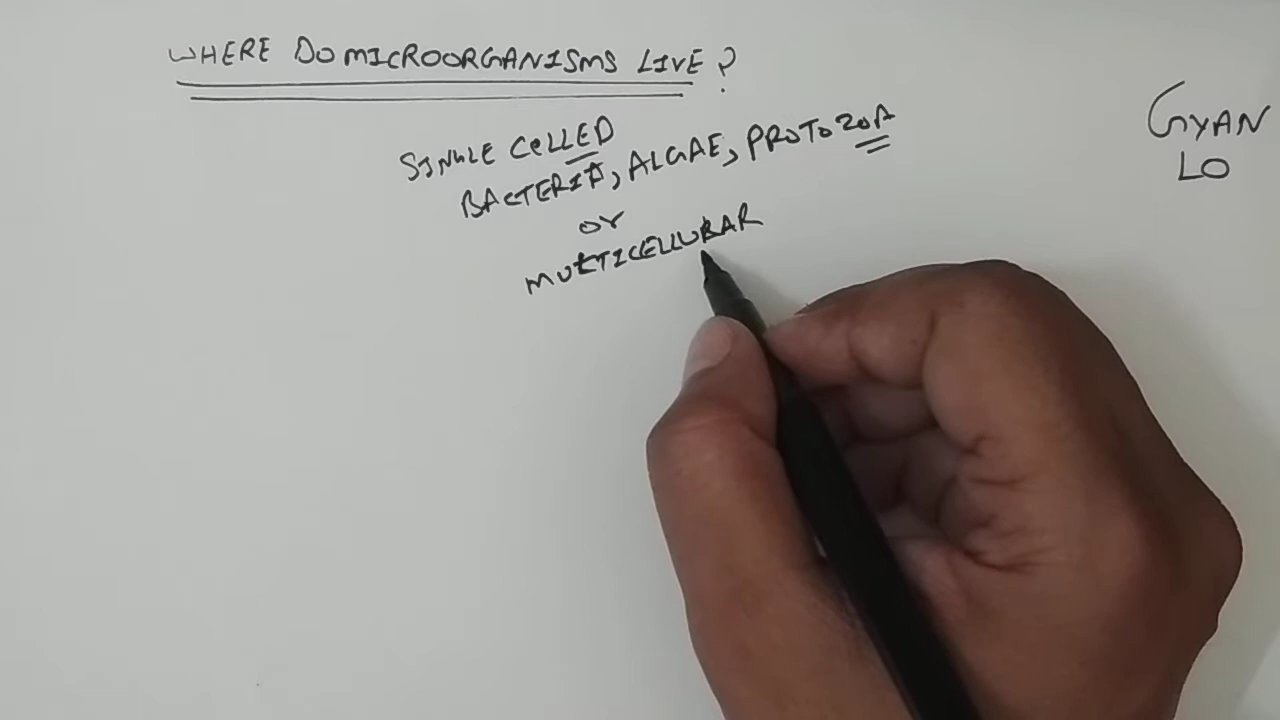 WHERE DO MICROORGANISMS LIVE?
SINGLE CELLED
BACTERIA, ALGAE, PROTOZOA
or
MULTICELLULAR
GYAN
LO